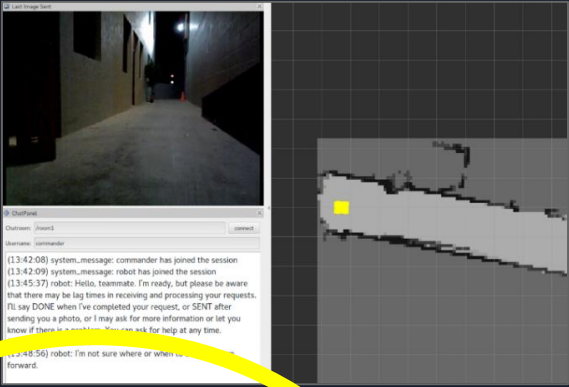 Last Image Sent
ChatPanel
Chatroom: /room1 connect
Username: commander
(13:42:08) system_message: commander has joined the session
(13:42:09) system_message: robot has joined the session
(13:45:37) robot: Hello, teammate. I'm ready, but please be aware
that there may be lag times in receiving and processing your requests.
I'll say DONE when I've completed your request, or SENT after
sending you a photo, or I may ask for more information or let you
know if there is a problem. You can ask for help at any time.
(13:48:56) robot: I'm not sure where or when to
forward.